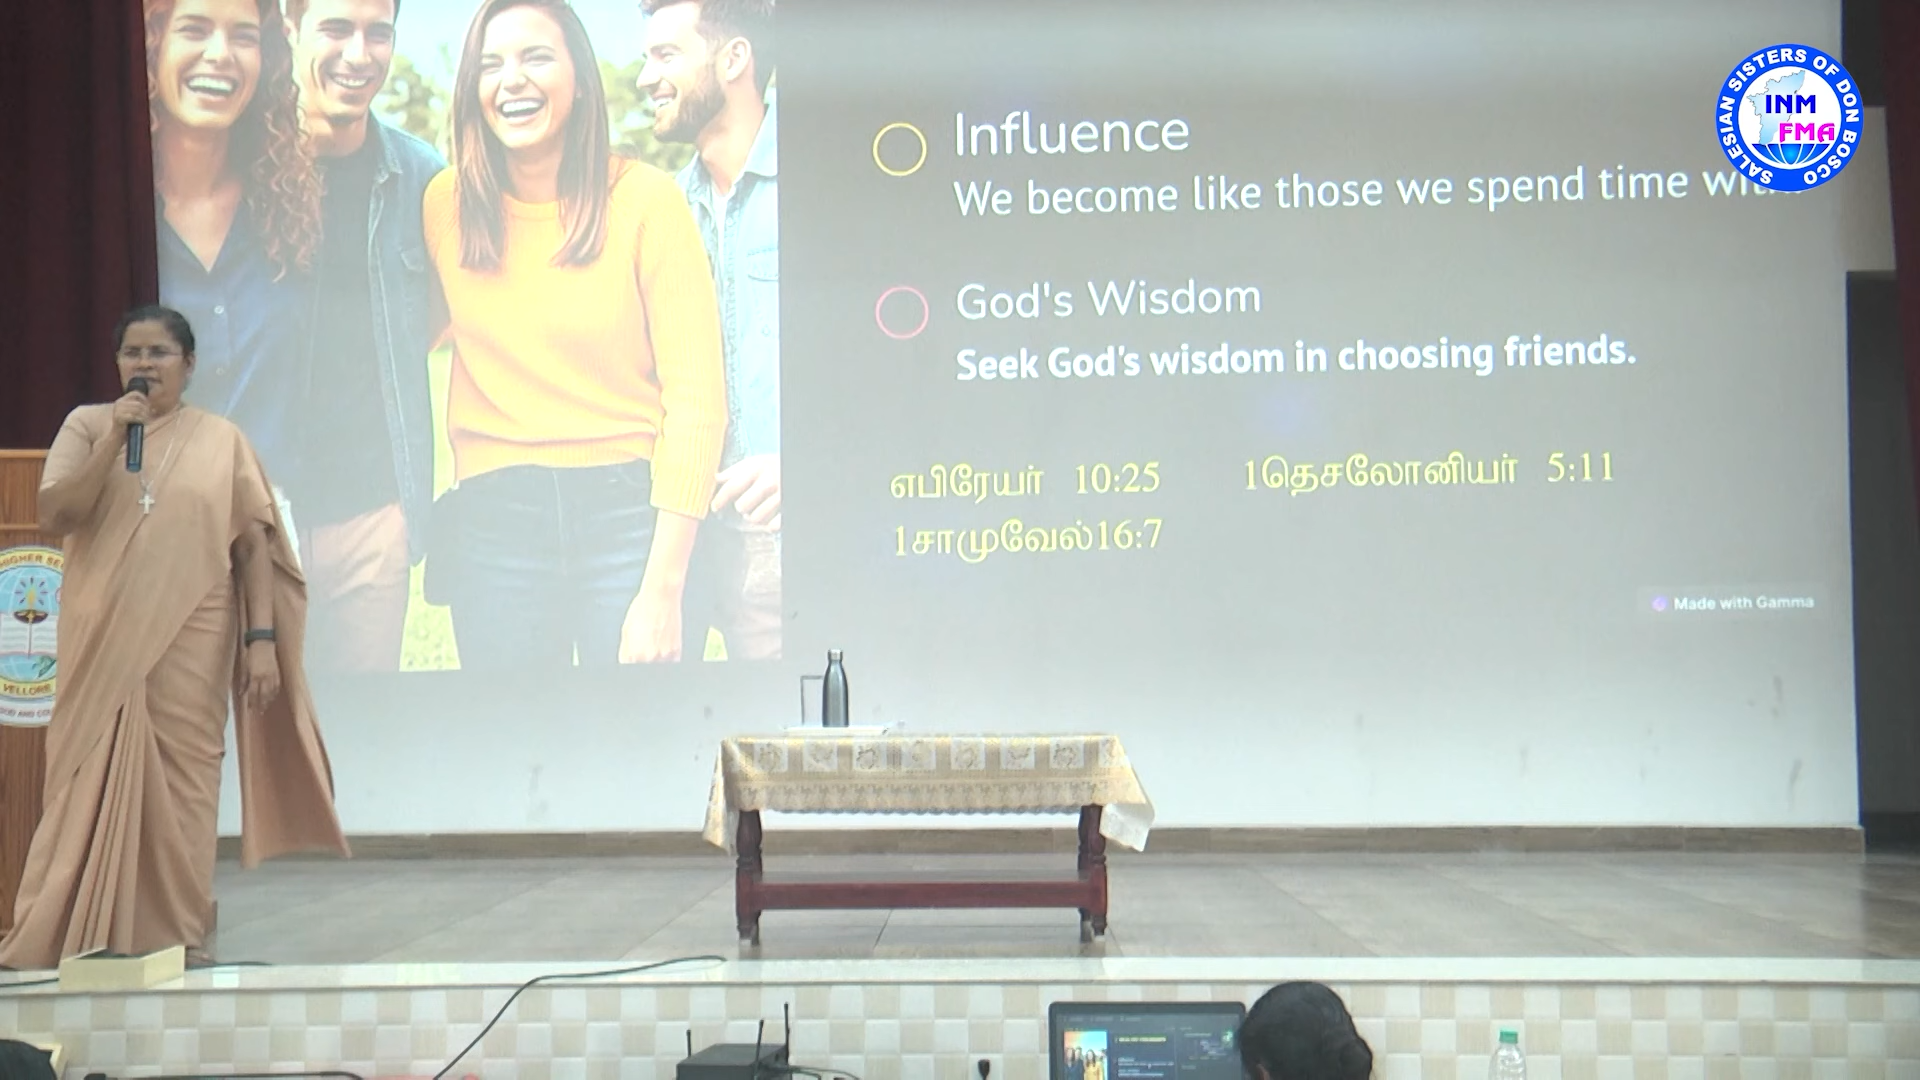 Influence
We become like those we spend time
God's Wisdom
Seek God's wisdom in choosing friends.
எபிரேயர் 10:25 1தெசலோனியர் 5:11
1சாமுவேல்16:7
Made with Gamma
SALESIAN SISTERS OF DON BOSCO
INM
FMA
HIGHER
VELLORE